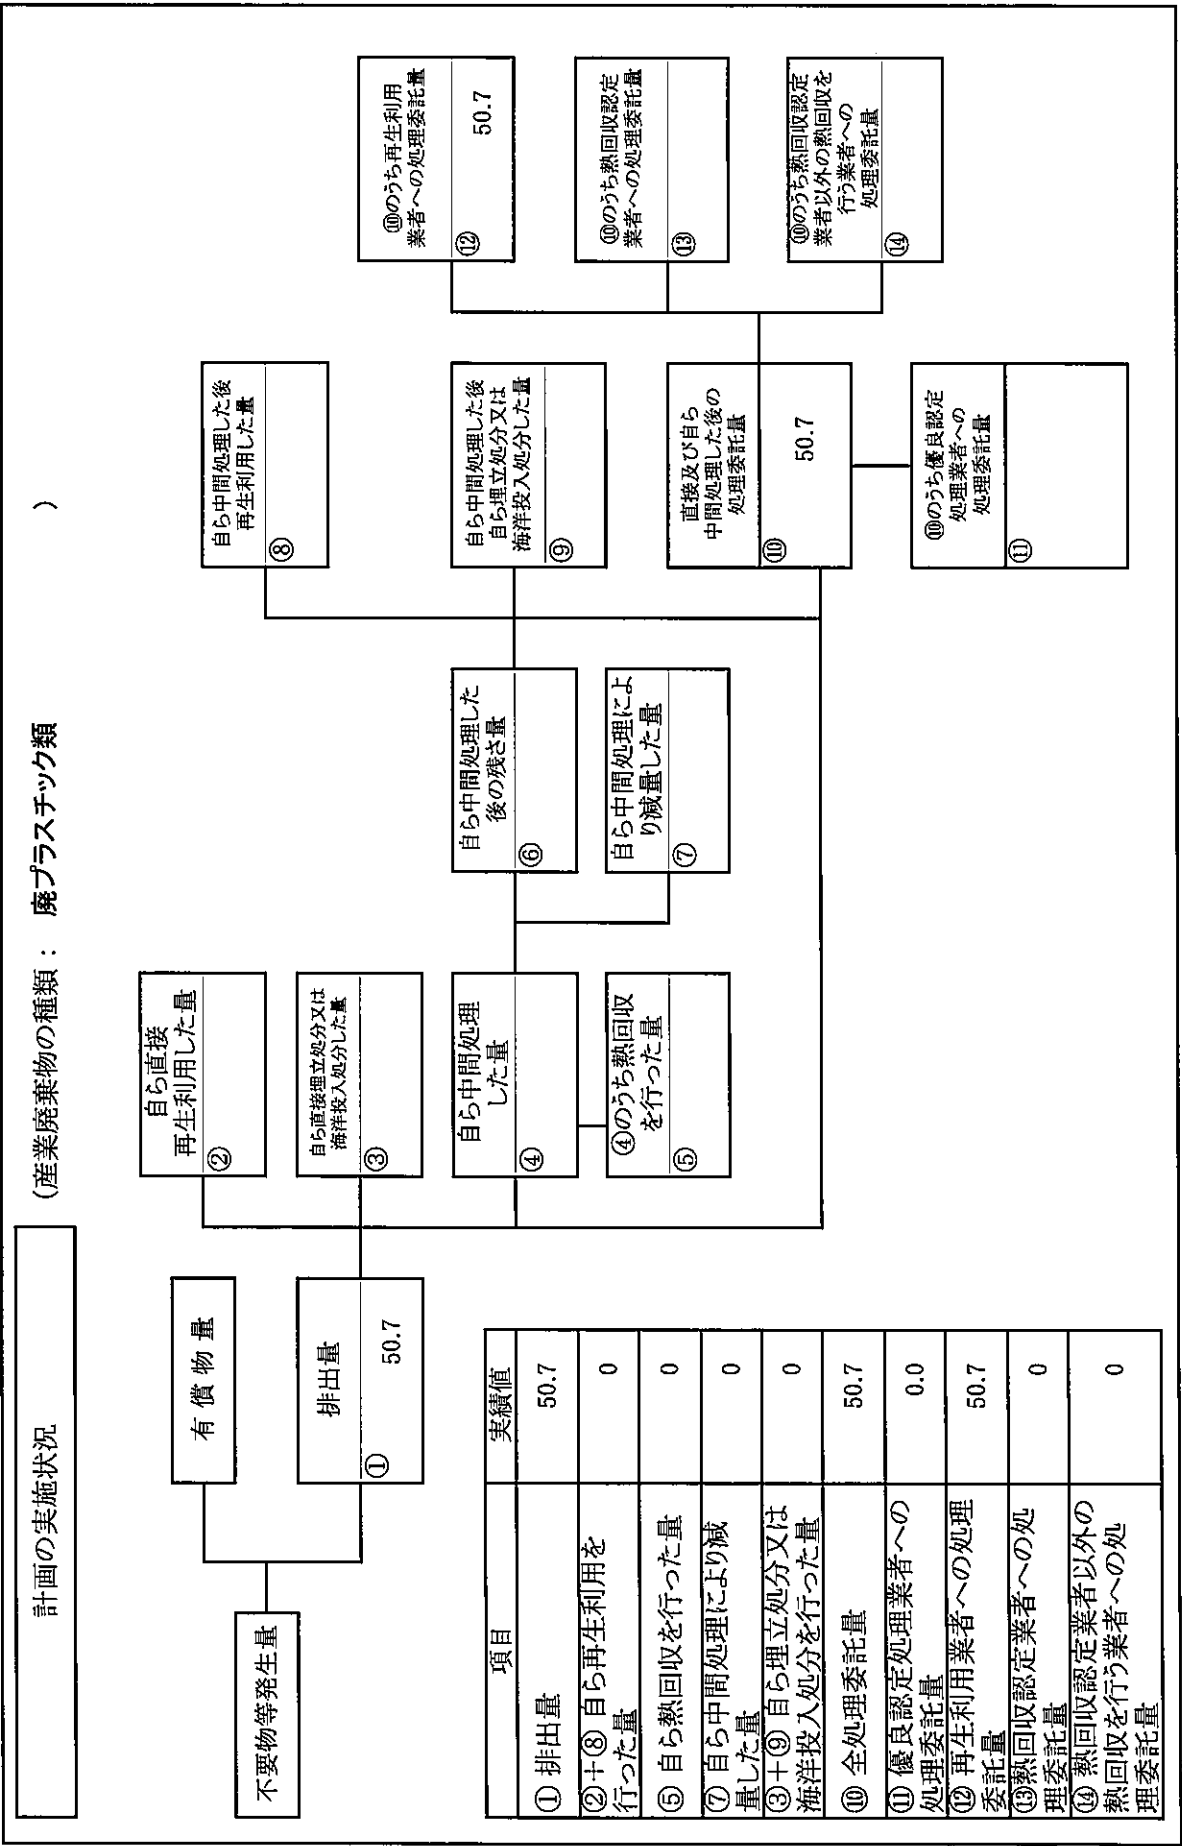 計画の実施状況
(産業廃棄物の種類： 廃プラスチック類 )
不要物等発生量
有償物量
排出量
①
50.7
自ら直接
再生利用した量
②
自ら直接埋立処分又は
海洋投入処分した量
③
自ら中間処理
した量
④
④のうち熱回収
を行った量
⑤
自ら中間処理した
後の残さ量
⑥
自ら中間処理によ
り減量した量
⑦
自ら中間処理した後
再生利用した量
⑧
自ら中間処理した後
自ら埋立処分又は
海洋投入処分した量
⑨
直接及び自ら
中間処理した後の
処理委託量
⑩
50.7
⑩のうち優良認定
処理業者への
処理委託量
⑪
⑩のうち再生利用
業者への処理委託量
⑫
50.7
⑩のうち熱回収認定
業者への処理委託量
⑬
⑩のうち熱回収認定
業者以外の熱回収を
行う業者への
処理委託量
⑭
項目 実績値
① 排出量 50.7
②＋⑧ 自ら再生利用を
行った量 0
⑤ 自ら熱回収を行った量 0
⑦ 自ら中間処理により減
量した量 0
③＋⑨ 自ら埋立処分又は
海洋投入処分を行った量 0
⑩ 全処理委託量 50.7
⑪ 優良認定処理業者への
処理委託量 0.0
⑫ 再生利用業者への処理
委託量 50.7
⑬熱回収認定業者への処
理委託量 0
⑭ 熱回収認定業者以外の
熱回収を行う業者への処
理委託量 0